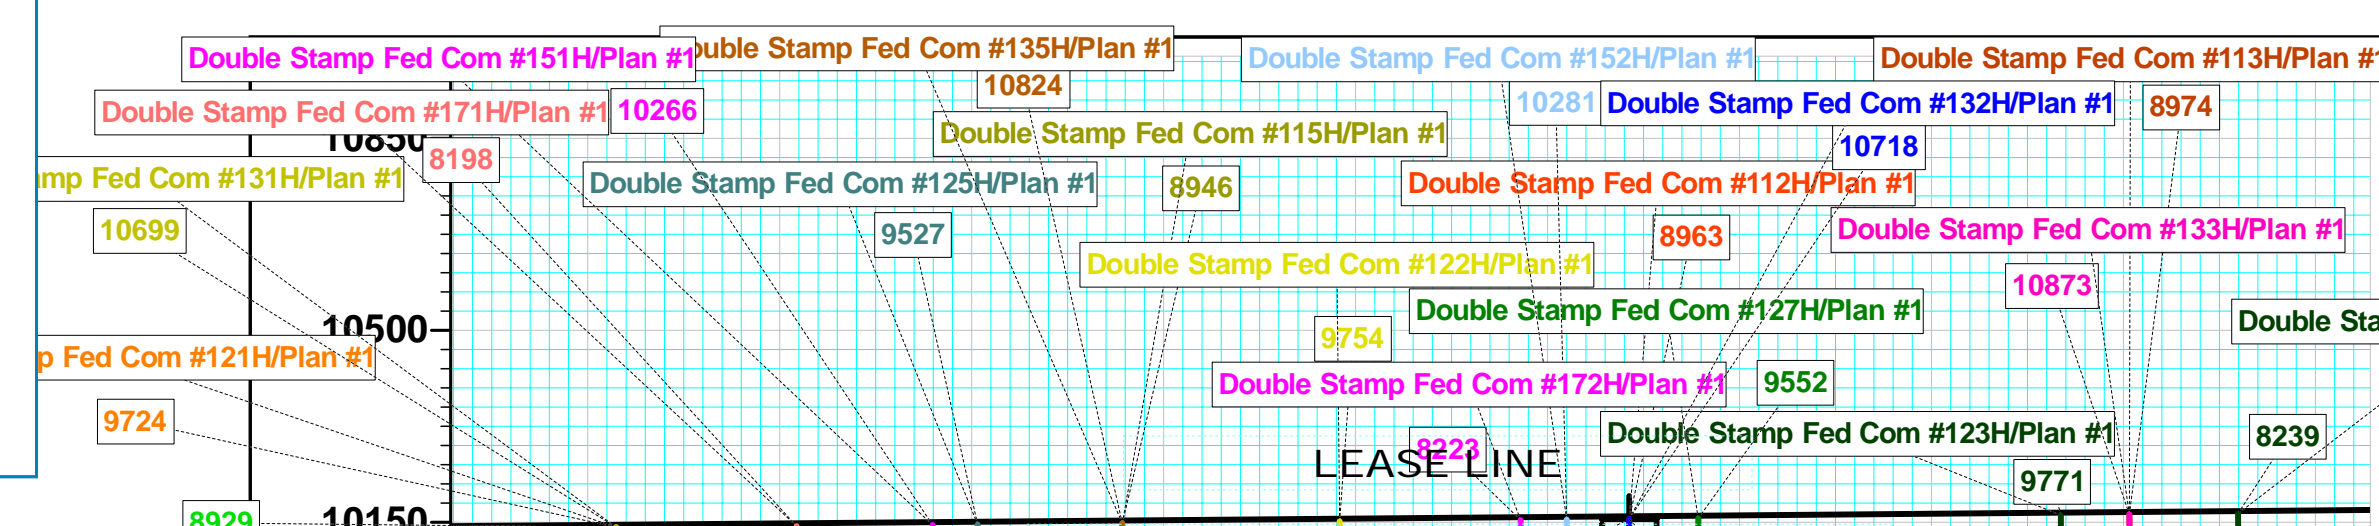 Double Stamp Fed Com #151H/Plan #1
Double Stamp Fed Com #135H/Plan #1
Double Stamp Fed Com #152H/Plan #1
Double Stamp Fed Com #113H/Plan #1
10824
Double Stamp Fed Com #171H/Plan #1
10266
10281
Double Stamp Fed Com #132H/Plan #1
8974
10850
8198
Double Stamp Fed Com #115H/Plan #1
10718
mp Fed Com #131H/Plan #1
Double Stamp Fed Com #125H/Plan #1
8946
Double Stamp Fed Com #112H/Plan #1
10699
9527
8963
Double Stamp Fed Com #133H/Plan #1
Double Stamp Fed Com #122H/Plan #1
10873
10500
9754
Double Stamp Fed Com #127H/Plan #1
Double Sta
p Fed Com #121H/Plan #1
Double Stamp Fed Com #172H/Plan #1
9552
9724
8223
Double Stamp Fed Com #123H/Plan #1
8239
LEASE LINE
9771
8929
10150